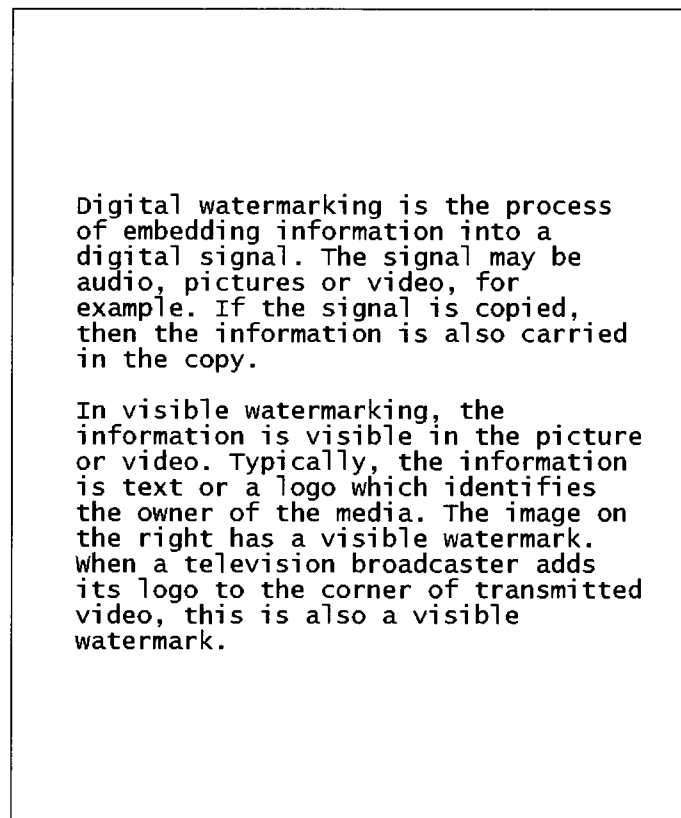 Digital watermarking is the process
of embedding information into a
digital signal. The signal may be
audio, pictures or video, for
example. If the signal is copied,
then the information is also carried
in the copy.
In visible watermarking, the
information is visible in the picture
or video. Typically, the information
is text or a logo which identifies
the owner of the media. The image on
the right has a visible watermark.
When a television broadcaster adds
its logo to the corner of transmitted
video, this is also a visible
watermark.